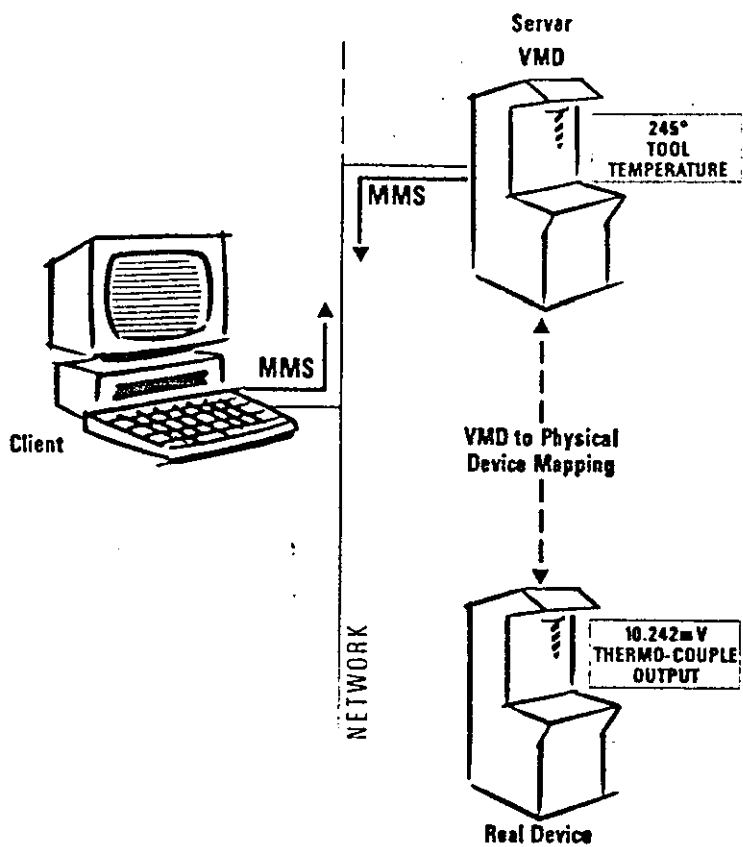 Servar
VMD
245°
TOOL
TEMPERATURE
MMS
MMS
Client
VMD to Physical
Device Mapping
NETWORK
10.242mV
THERMO-COUPLE
OUTPUT
Real Device